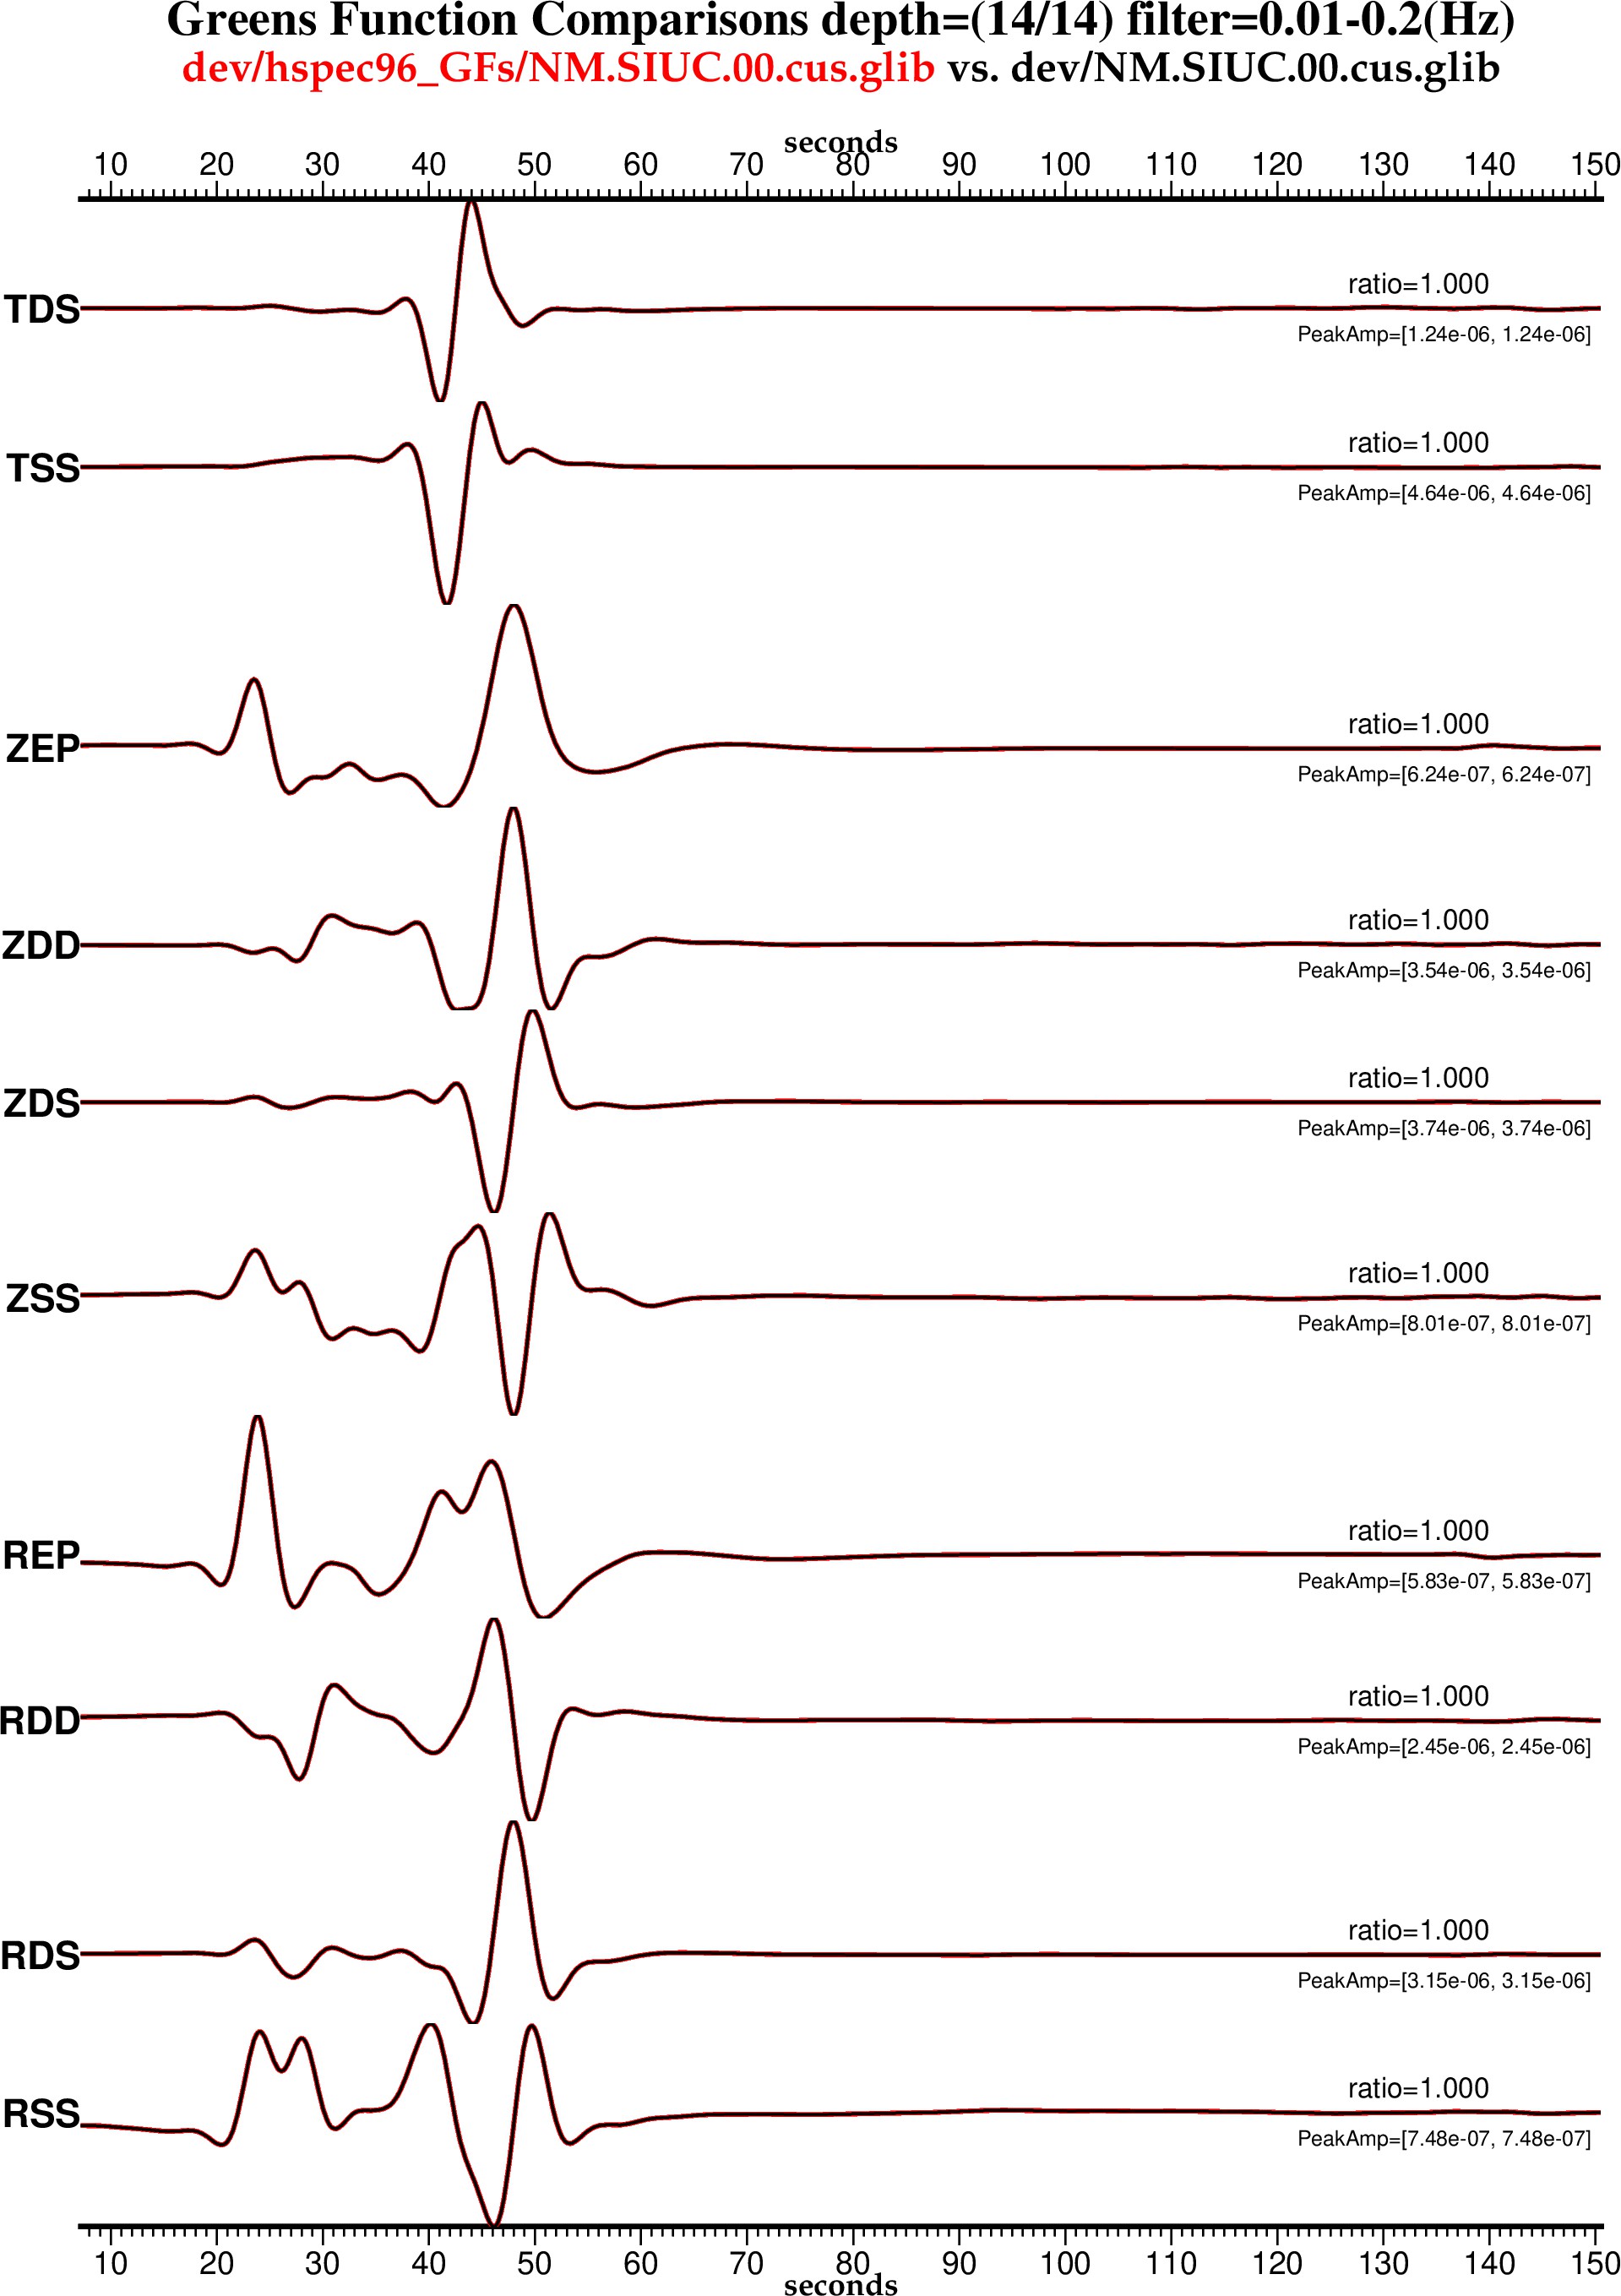 Greens Function Comparisons depth=(14/14) filter=0.01-0.2(Hz)
dev/hspec96_GFs/NM.SIUC.00.cus.glib vs. dev/NM.SIUC.00.cus.glib
seconds
10 20 30 40 50 60 70 80 90 100 110 120 130 140 150
ratio=1.000
TDS
PeakAmp=[1.24e-06, 1.24e-06]
ratio=1.000
TSS
PeakAmp=[4.64e-06, 4.64e-06]
ratio=1.000
ZEP
PeakAmp=[6.24e-07, 6.24e-07]
ratio=1.000
ZDD
PeakAmp=[3.54e-06, 3.54e-06]
ratio=1.000
ZDS
PeakAmp=[3.74e-06, 3.74e-06]
ratio=1.000
ZSS
PeakAmp=[8.01e-07, 8.01e-07]
ratio=1.000
REP
PeakAmp=[5.83e-07, 5.83e-07]
ratio=1.000
RDD
PeakAmp=[2.45e-06, 2.45e-06]
ratio=1.000
RDS
PeakAmp=[3.15e-06, 3.15e-06]
ratio=1.000
RSS
PeakAmp=[7.48e-07, 7.48e-07]
10 20 30 40 50 60 70 80 90 100 110 120 130 140 150
seconds